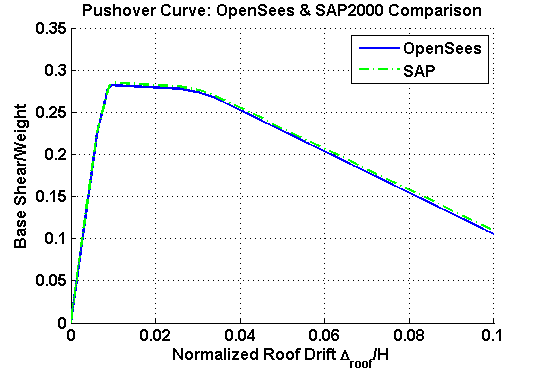 Pushover Curve: OpenSees & SAP2000 Comparison
0.35
0.3
0.25
0.2
0.15
0.1
0.05
0
OpenSees
SAP
Base Shear/Weight
0 0.02 0.04 0.06 0.08 0.1
Normalized Roof Drift Δroof/H